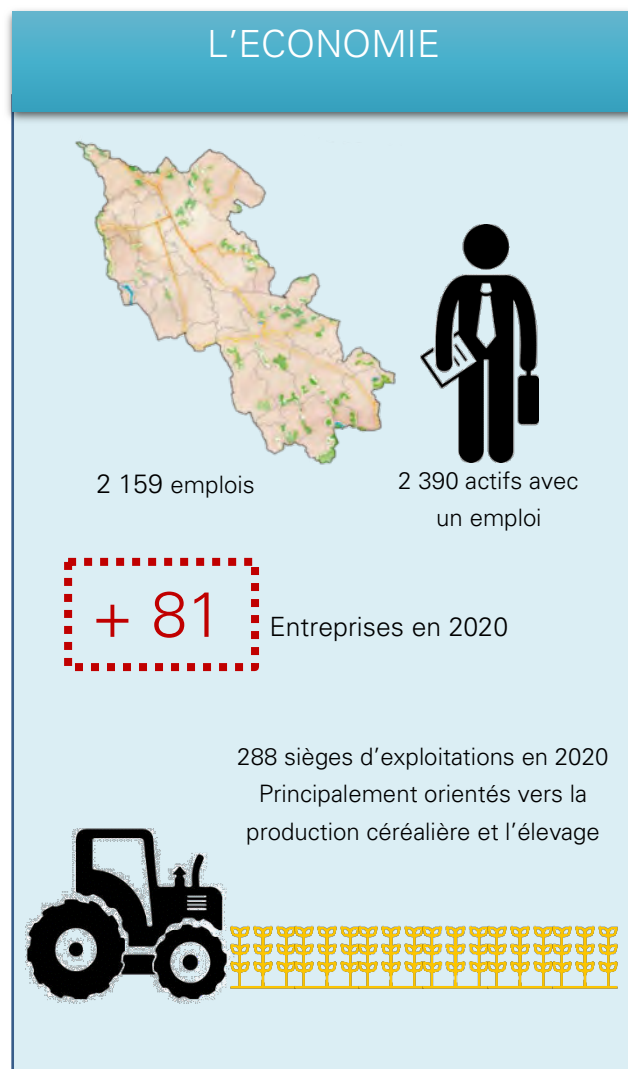 L'ECONOMIE
2 159 emplois
2 390 actifs avec
un emploi
+ 81
Entreprises en 2020
288 sièges d'exploitations en 2020
Principalement orientés vers la
production céréalière et l'élevage